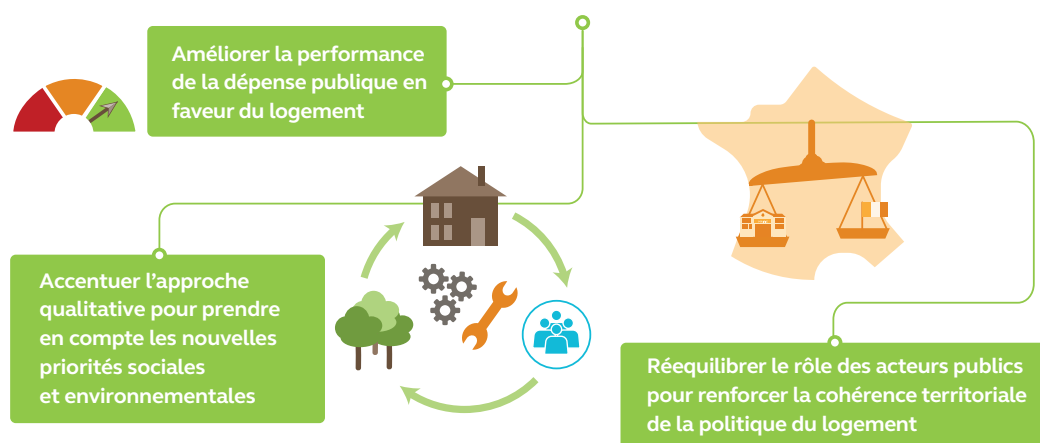 Améliorer la performance
de la dépense publique en
faveur du logement
Accentuer l’approche
qualitative pour prendre
en compte les nouvelles
priorités sociales
et environnementales
Réequilibrer le rôle des acteurs publics
pour renforcer la cohérence territoriale
de la politique du logement